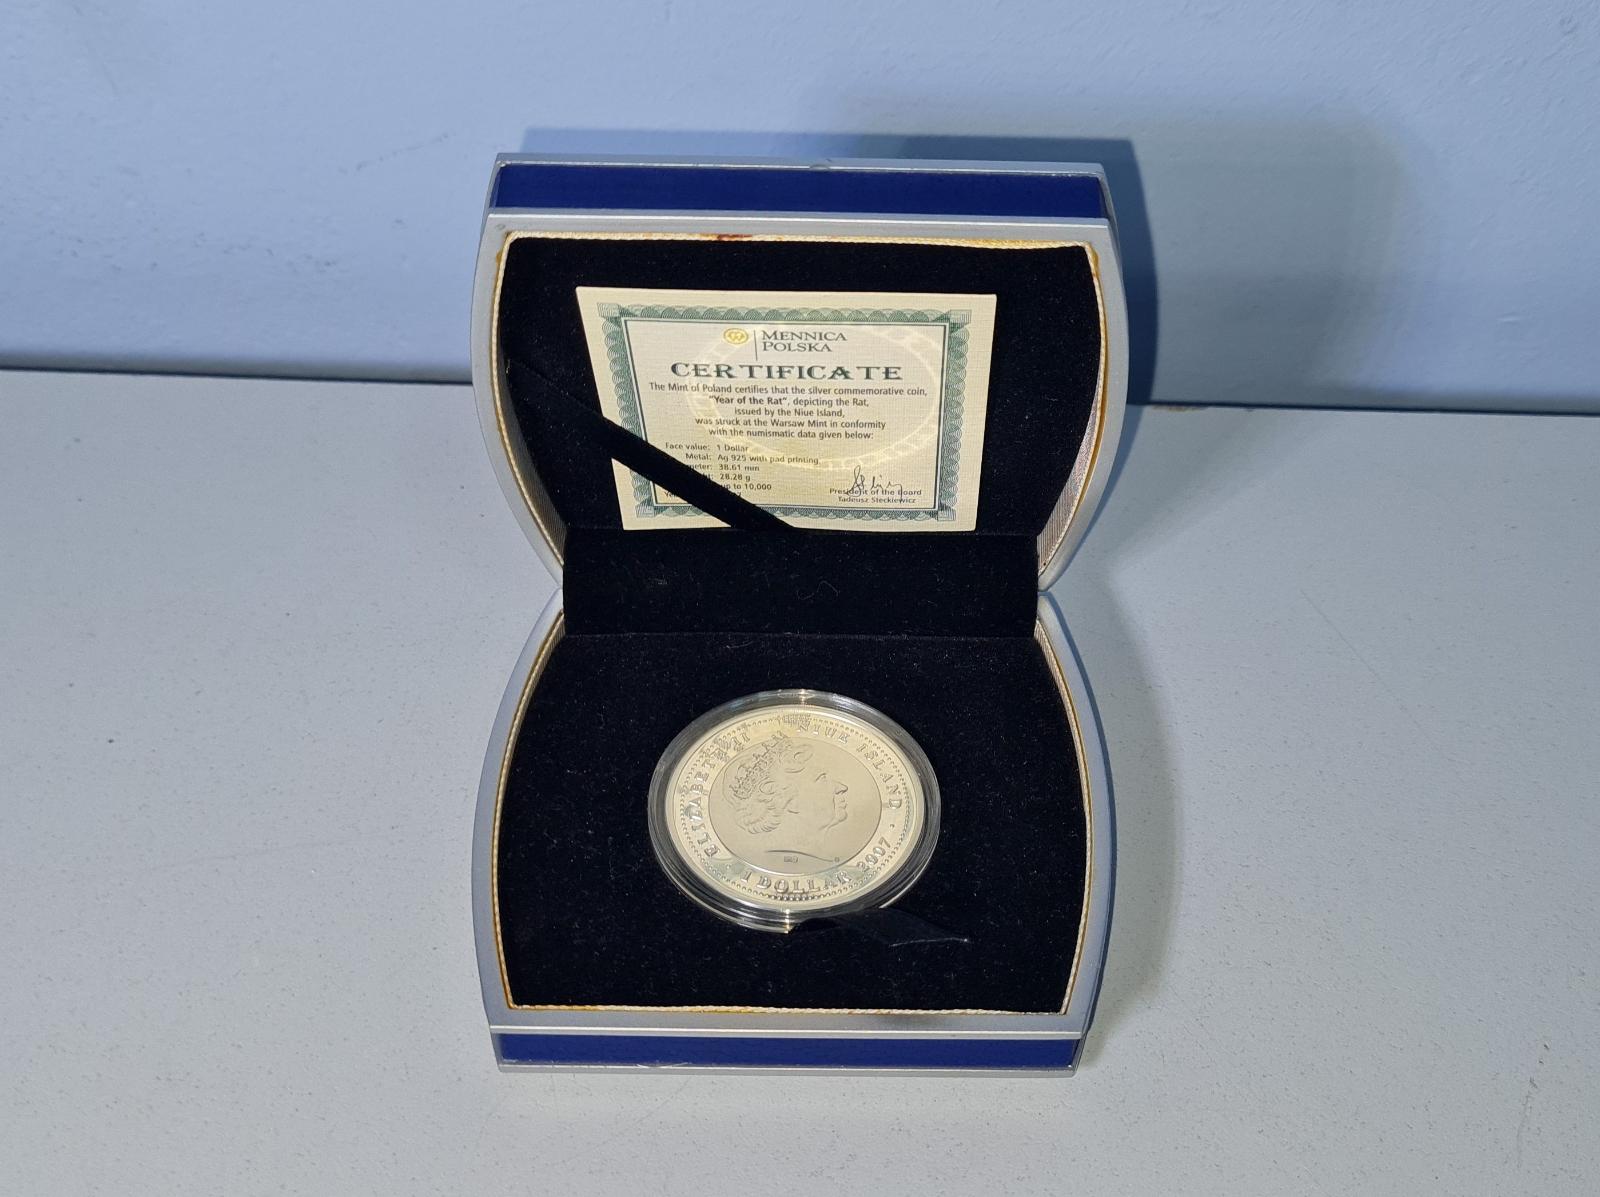 MENNICA
POLSKA
CERTIFICATE
The Mint of Poland certifies that the silver commemorative coin,
"Year of the Rat", depicting the Rat,
issued by the Niue Island,
was struck at the Warsaw Mint in conformity
with the numismatic data given below:
Face value: 1 Dollar
Metal: Ag 925 with pad printing
38.61 mm
28.28 g
up to 10,000
President of the Board
Tadeusz Steckiewicz
ELIZABETH II NIUE ISLAND · 2007
· 1 DOLLAR